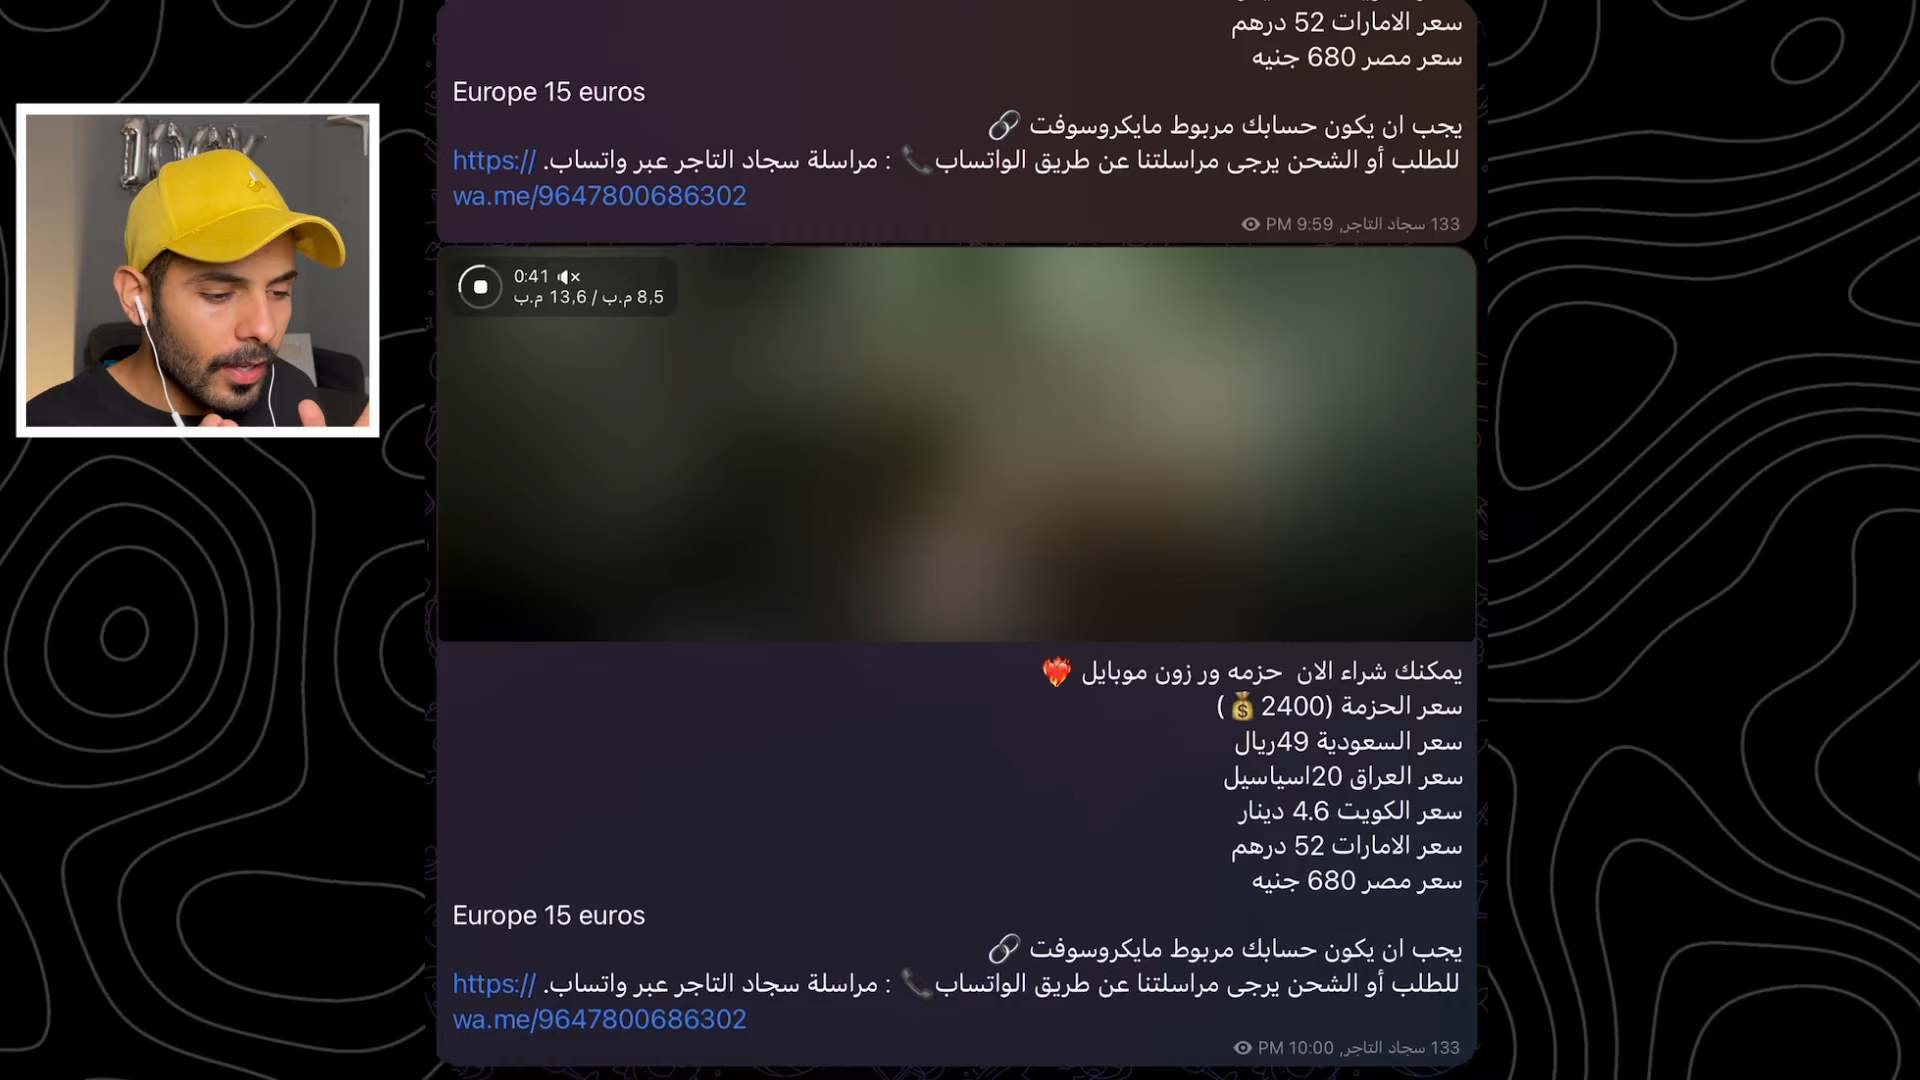 سعر الامارات 52 درهم
سعر مصر 680 جنيه
Europe 15 euros
يجب ان يكون حسابك مربوط مايكروسوفت 🔗
للطلب أو الشحن يرجى مراسلتنا عن طريق الواتساب📞 : مراسلة سجاد التاجر عبر واتساب. https://
wa.me/9647800686302
133 سجاد التاجر, 9:59 PM
0:41
8,5 م.ب / 13,6 م.ب
يمكنك شراء الان حزمه ور زون موبايل ❤️‍🔥
سعر الحزمة (2400 💰)
سعر السعودية 49ريال
سعر العراق 20اسياسيل
سعر الكويت 4.6 دينار
سعر الامارات 52 درهم
سعر مصر 680 جنيه
Europe 15 euros
يجب ان يكون حسابك مربوط مايكروسوفت 🔗
للطلب أو الشحن يرجى مراسلتنا عن طريق الواتساب📞 : مراسلة سجاد التاجر عبر واتساب. https://
wa.me/9647800686302
133 سجاد التاجر, 10:00 PM